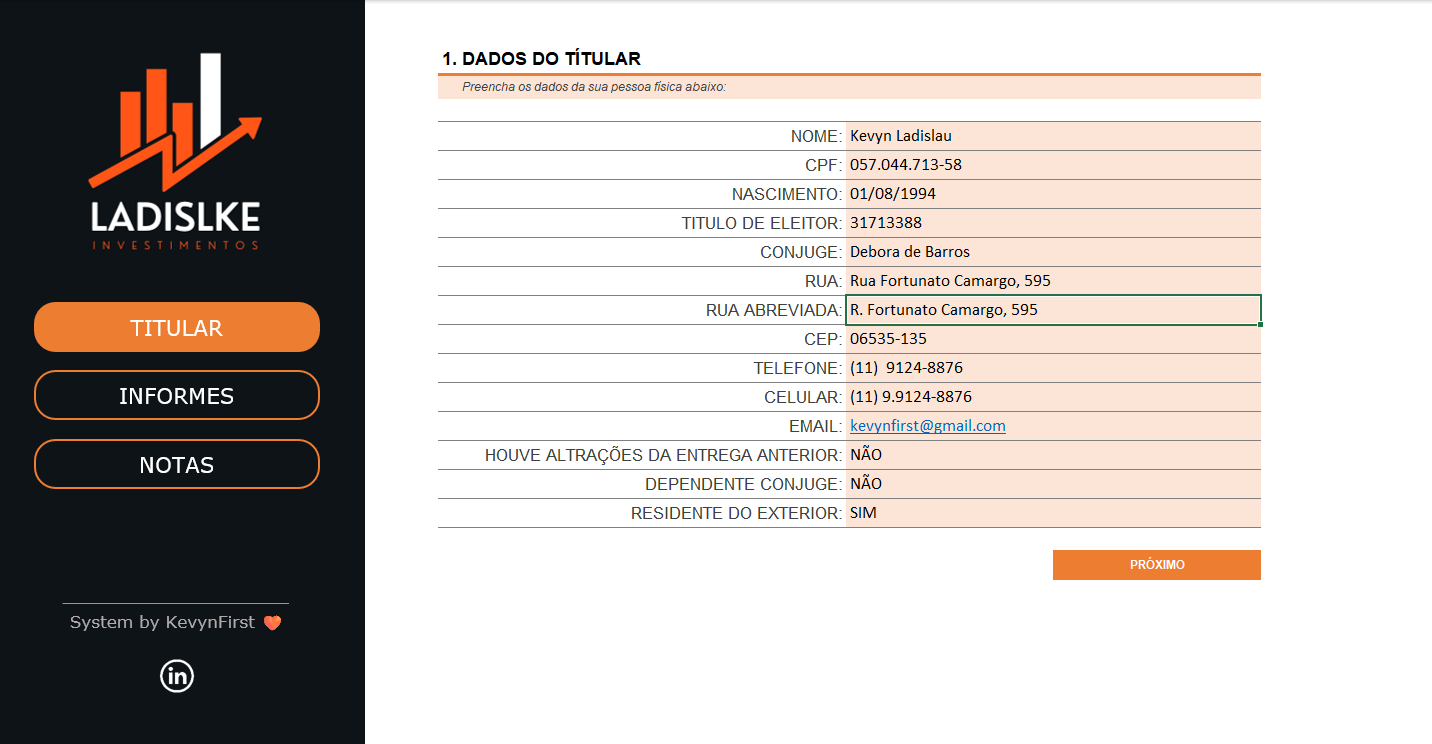 LADISLKE
INVESTIMENTOS
TITULAR
INFORMES
NOTAS
System by KevynFirst
in
1. DADOS DO TÍTULAR
Preencha os dados da sua pessoa física abaixo:
NOME: Kevyn Ladislau
CPF: 057.044.713-58
NASCIMENTO: 01/08/1994
TITULO DE ELEITOR: 31713388
CONJUGE: Debora de Barros
RUA: Rua Fortunato Camargo, 595
RUA ABREVIADA: R. Fortunato Camargo, 595
CEP: 06535-135
TELEFONE: (11)  9124-8876
CELULAR: (11) 9.9124-8876
EMAIL: kevynfirst@gmail.com
HOUVE ALTRAÇÕES DA ENTREGA ANTERIOR: NÃO
DEPENDENTE CONJUGE: NÃO
RESIDENTE DO EXTERIOR: SIM
PRÓXIMO